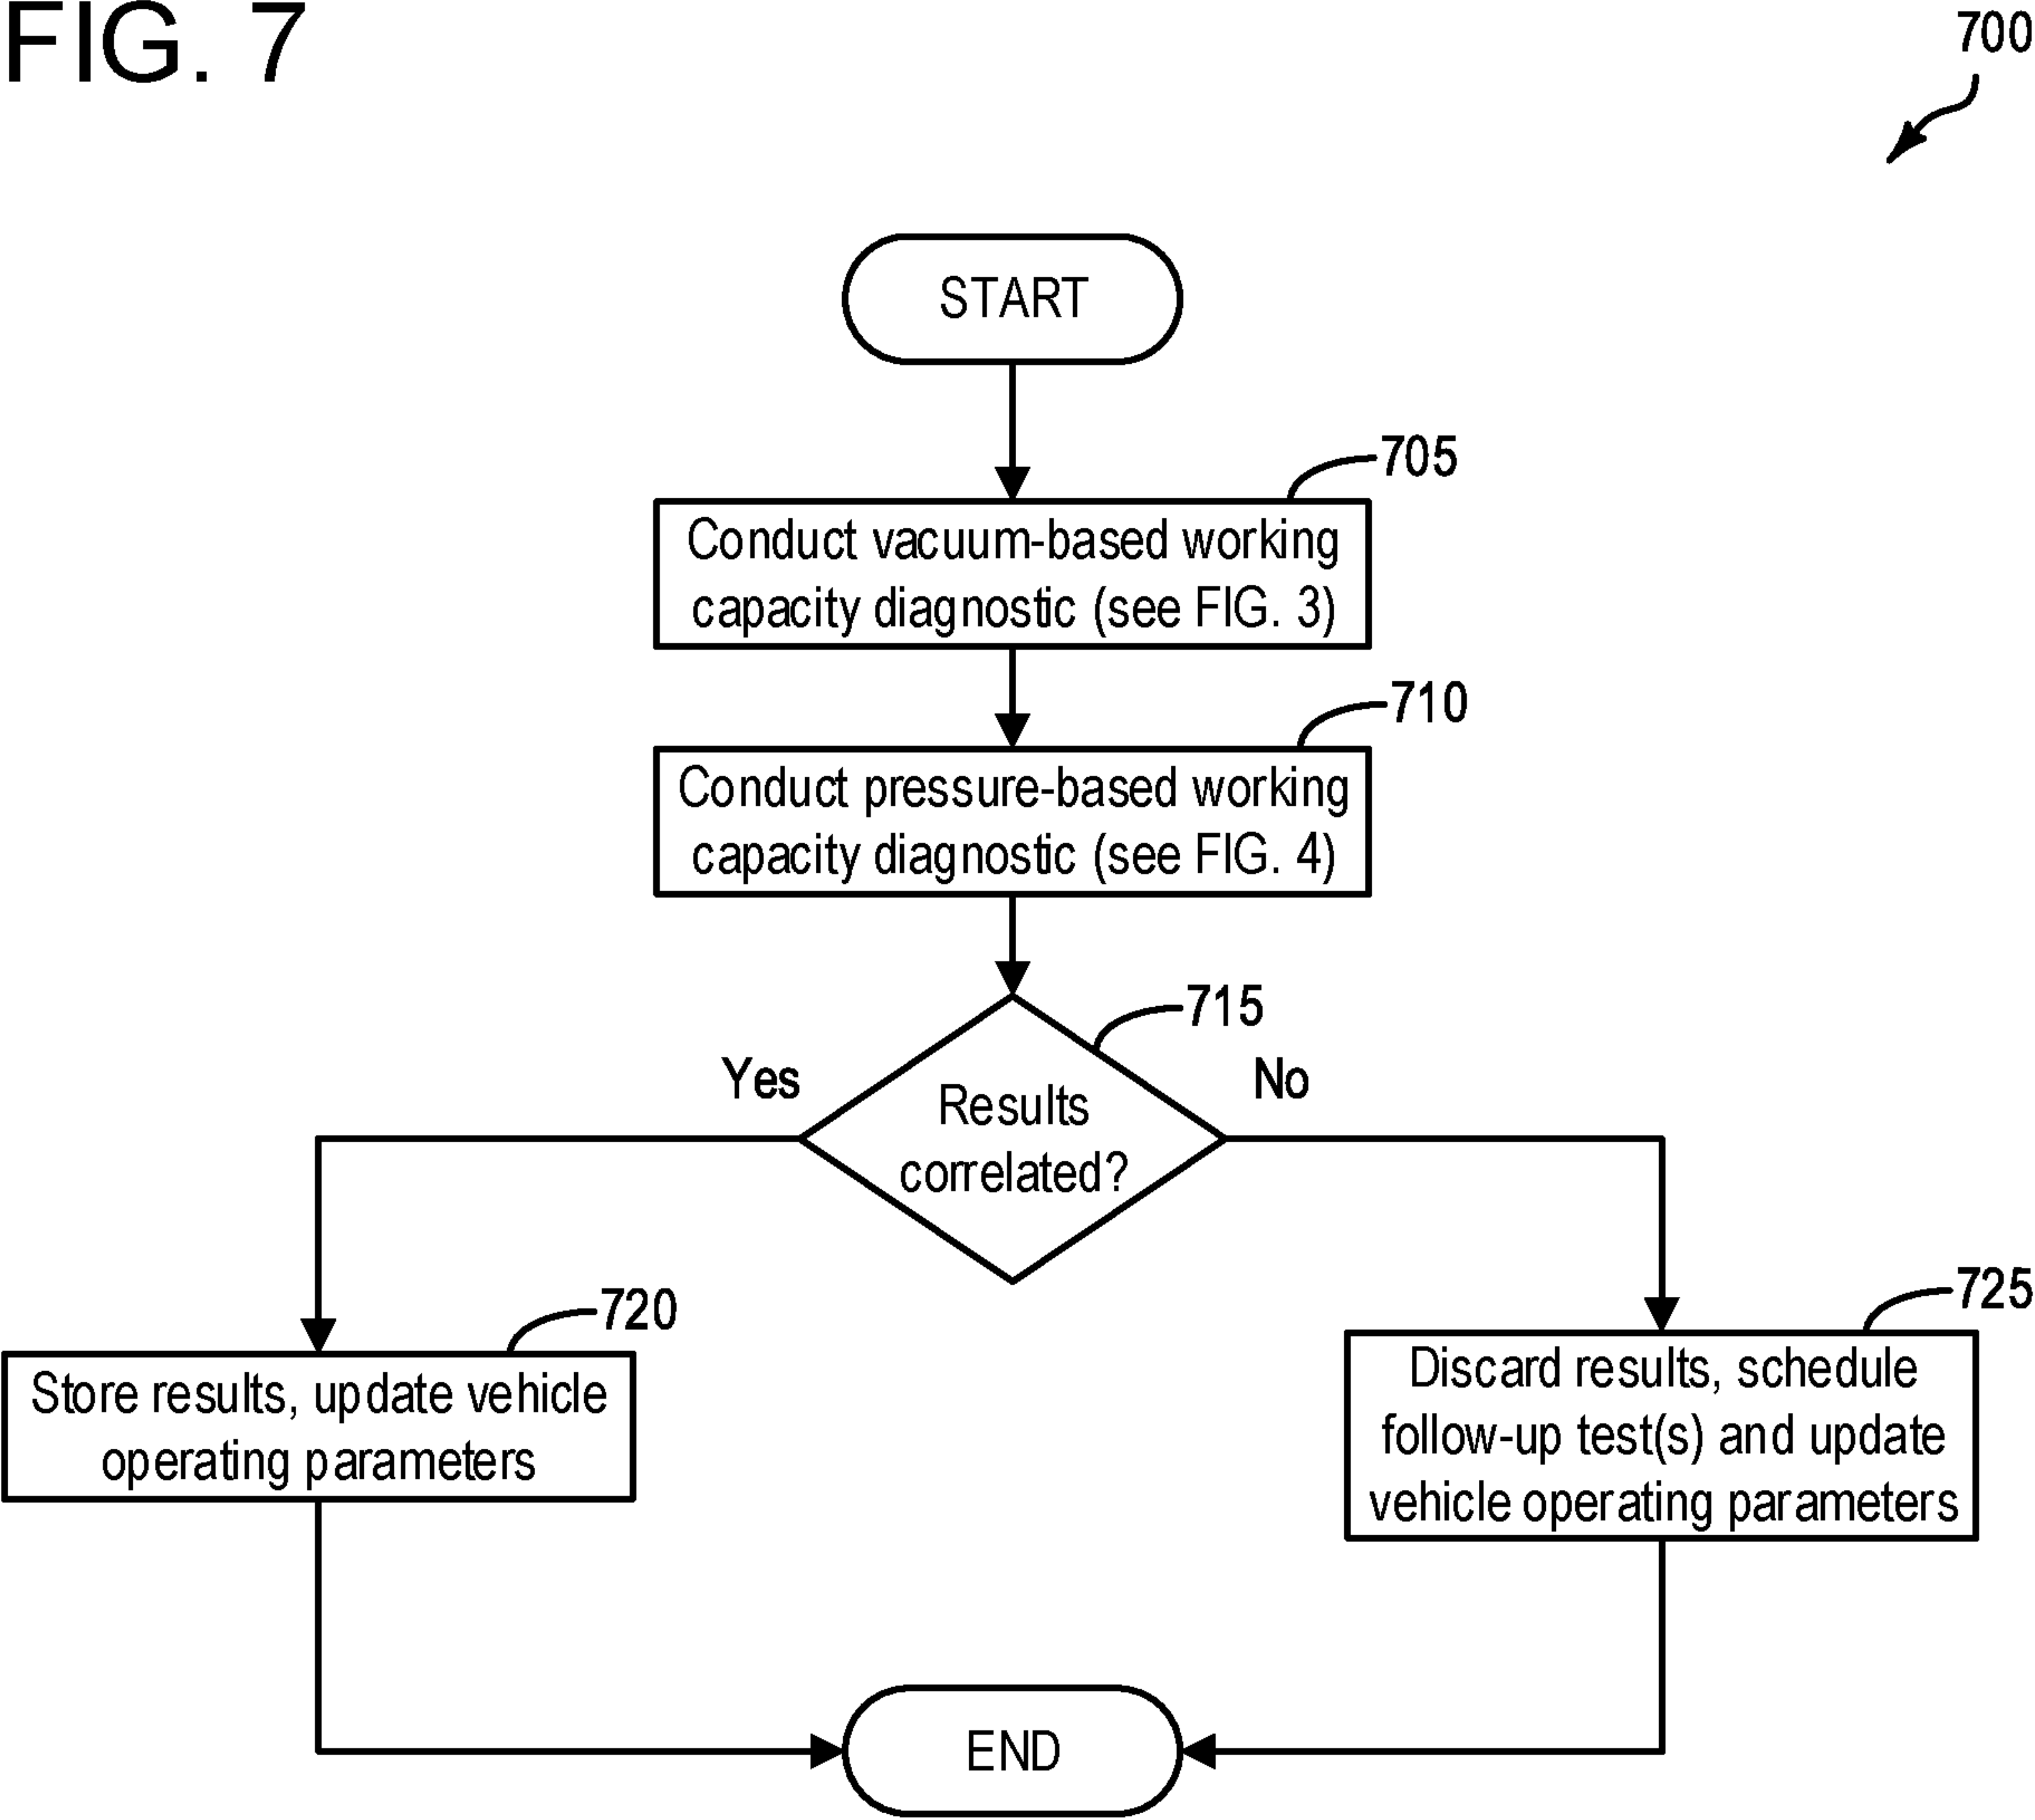 FIG. 7
700
START
705
Conduct vacuum-based working
capacity diagnostic (see FIG. 3)
710
Conduct pressure-based working
capacity diagnostic (see FIG. 4)
715
Yes
No
Results
correlated?
720
Store results, update vehicle
operating parameters
725
Discard results, schedule
follow-up test(s) and update
vehicle operating parameters
END